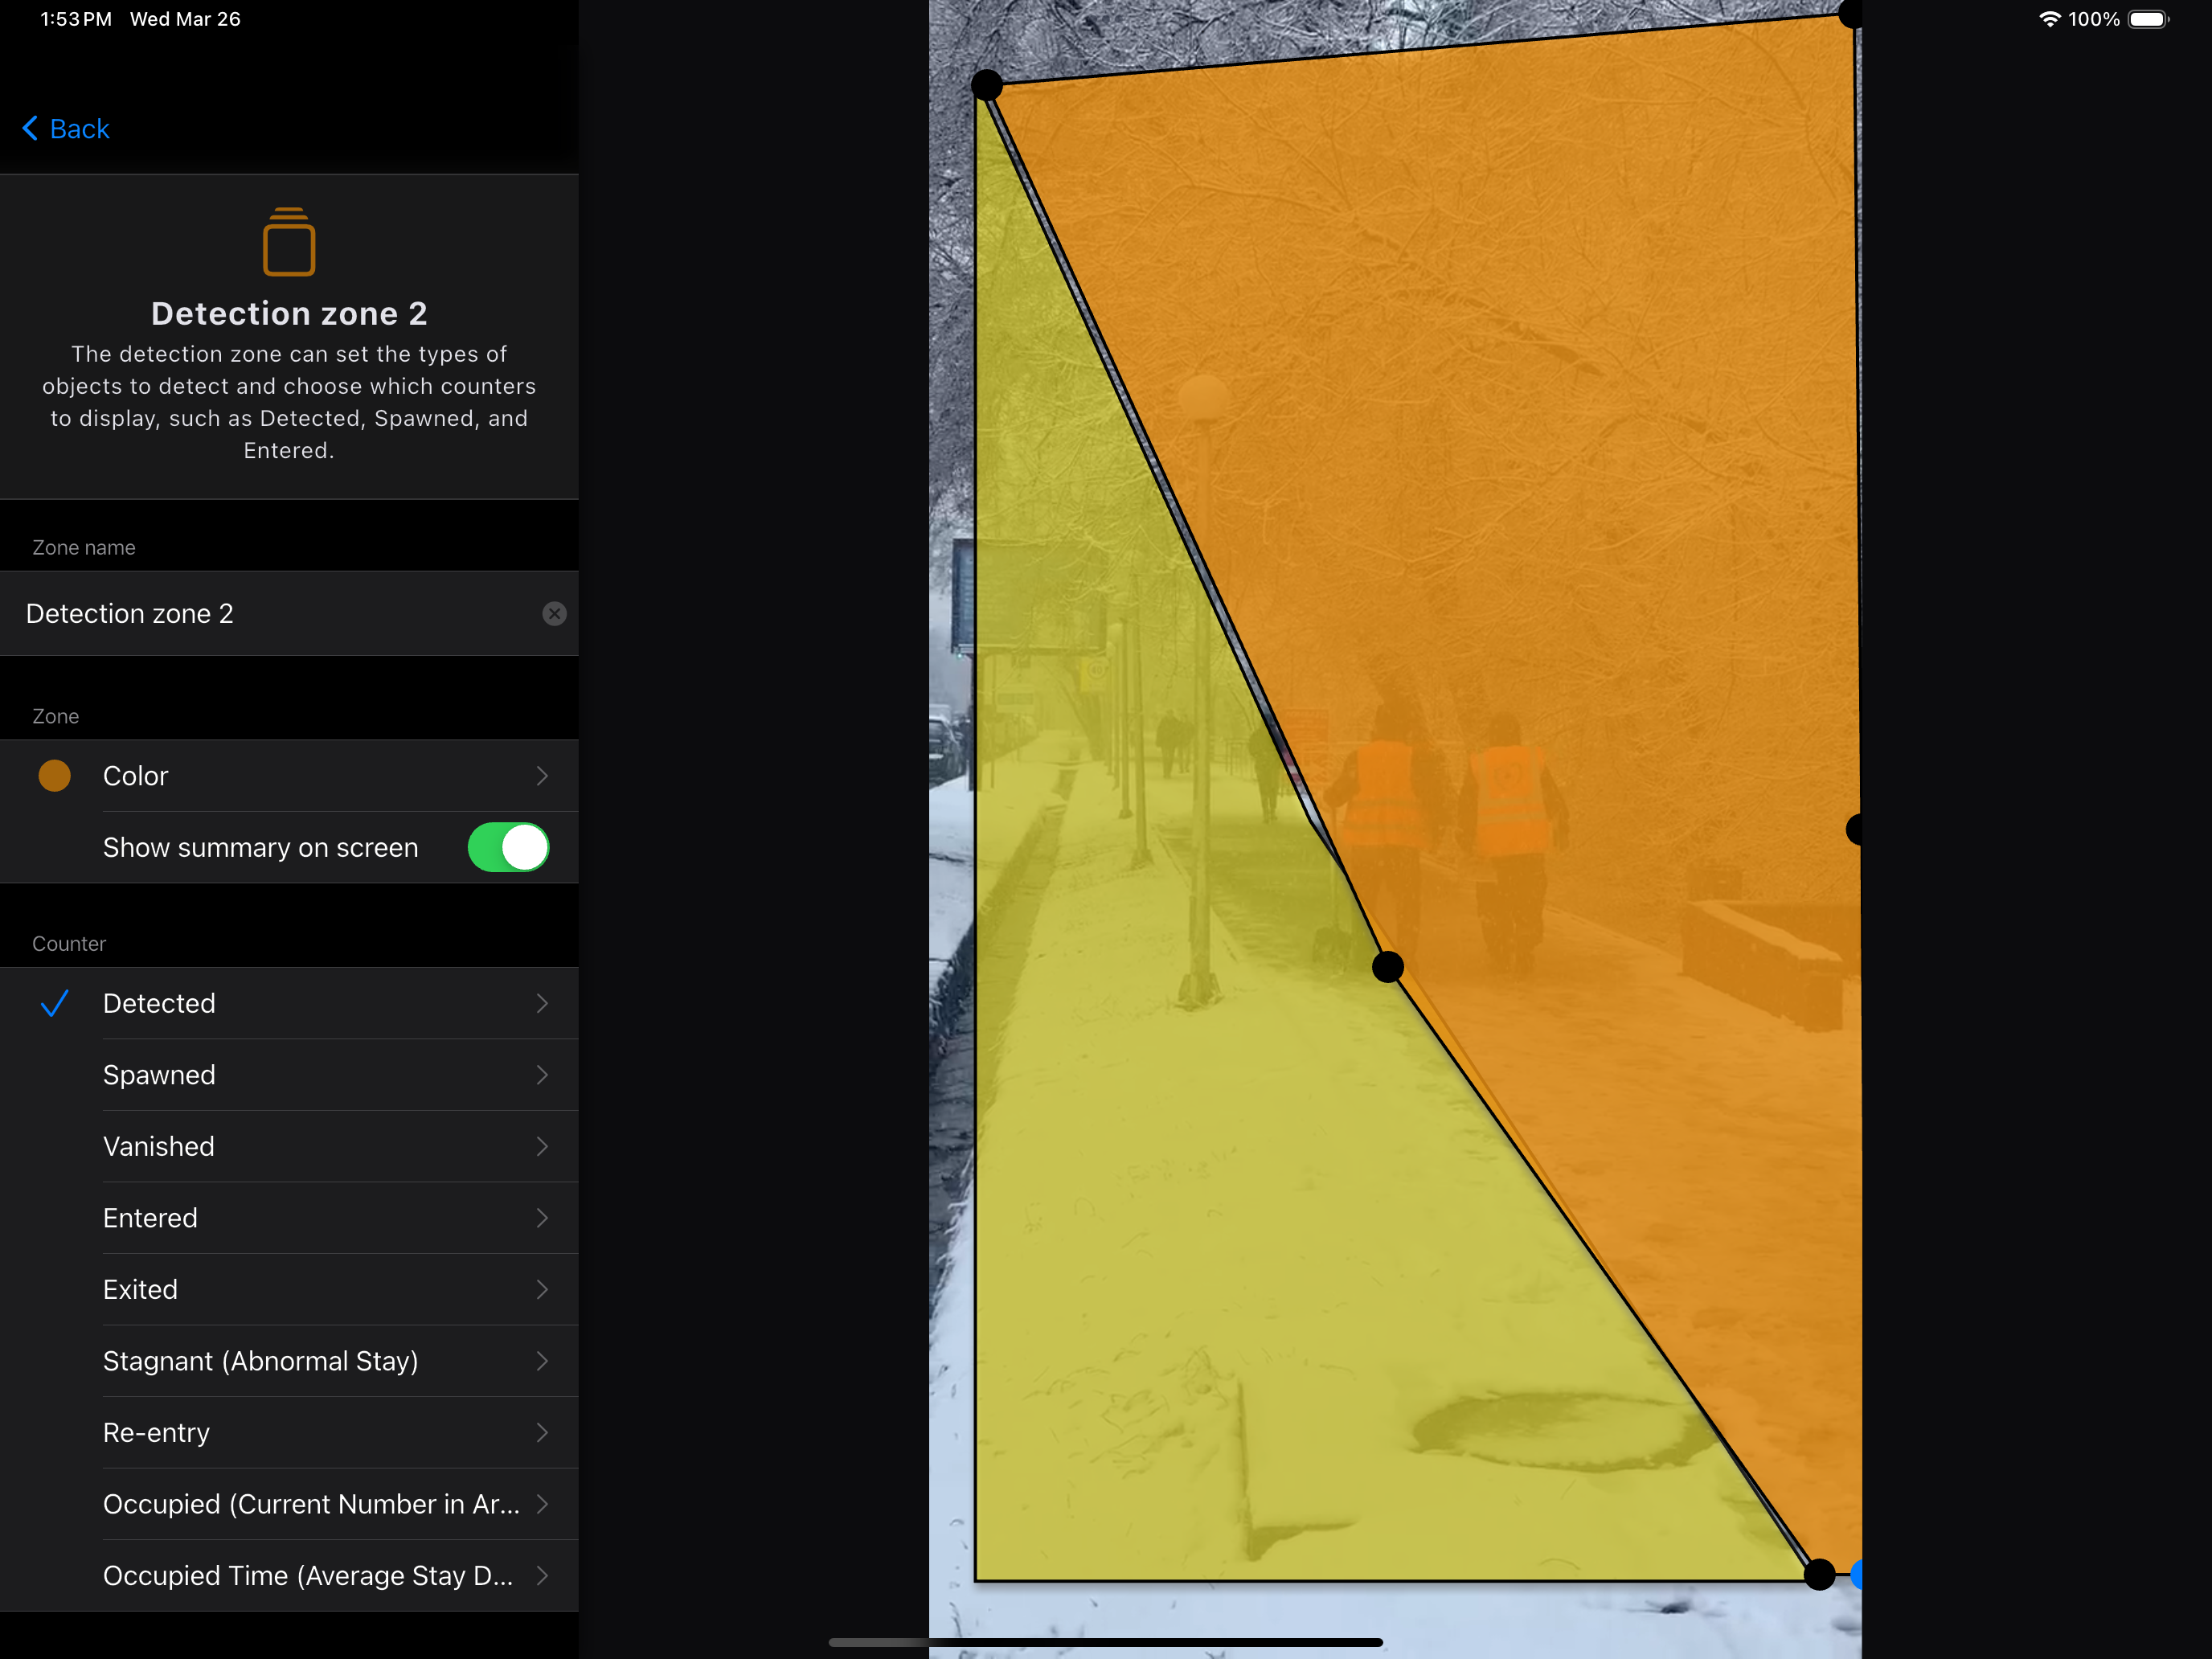 1:53 PM Wed Mar 26
100%
Back
Detection zone 2
The detection zone can set the types of
objects to detect and choose which counters
to display, such as Detected, Spawned, and
Entered.
Zone name
Detection zone 2
Zone
Color
Show summary on screen
Counter
Detected
Spawned
Vanished
Entered
Exited
Stagnant (Abnormal Stay)
Re-entry
Occupied (Current Number in Ar...
Occupied Time (Average Stay D...